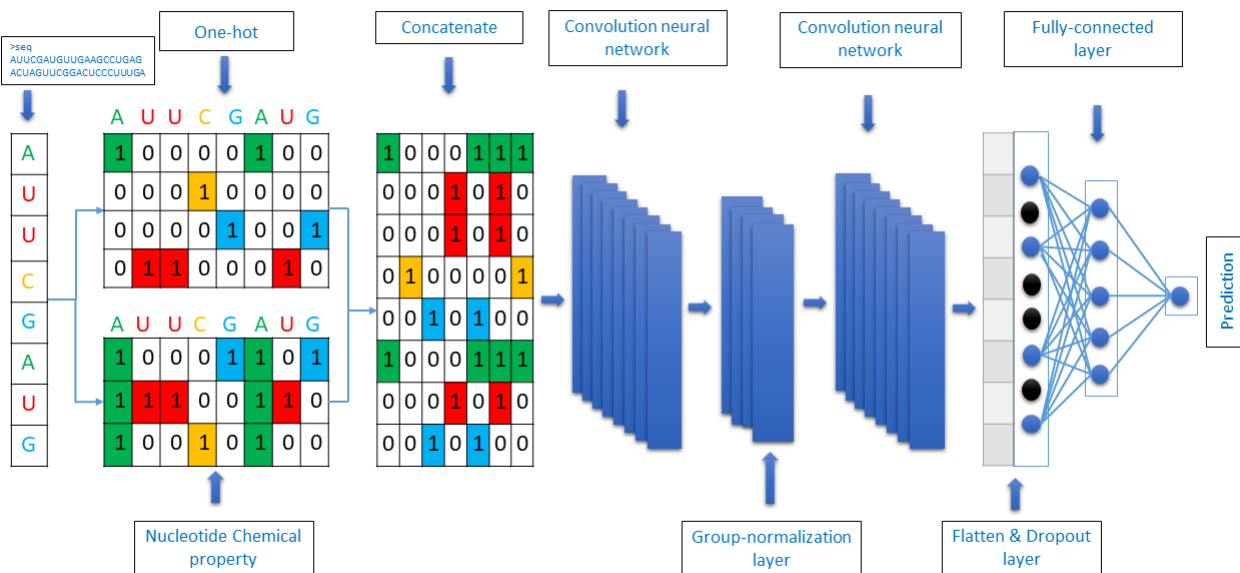 >seq
AUUCGAUGUUGAAGCCUGAG
ACUAGUUCGGACUCCCUUUGA
One-hot
Concatenate
Convolution neural
network
Convolution neural
network
Fully-connected
layer
A
U
U
C
G
A
U
G
A U U C G A U G
1 0 0 0 0 1 0 0
0 0 0 1 0 0 0 0
0 0 0 0 1 0 0 1
0 1 1 0 0 0 1 0
A U U C G A U G
1 0 0 0 1 1 0 1
1 1 1 0 0 1 1 0
1 0 0 1 0 1 0 0
1 0 0 0 1 1 1
0 0 0 1 0 1 0
0 0 0 1 0 1 0
0 1 0 0 0 0 1
0 0 1 0 1 0 0
1 0 0 0 1 1 1
0 0 0 1 0 1 0
0 0 1 0 1 0 0
Prediction
Nucleotide Chemical
property
Group-normalization
layer
Flatten & Dropout
layer